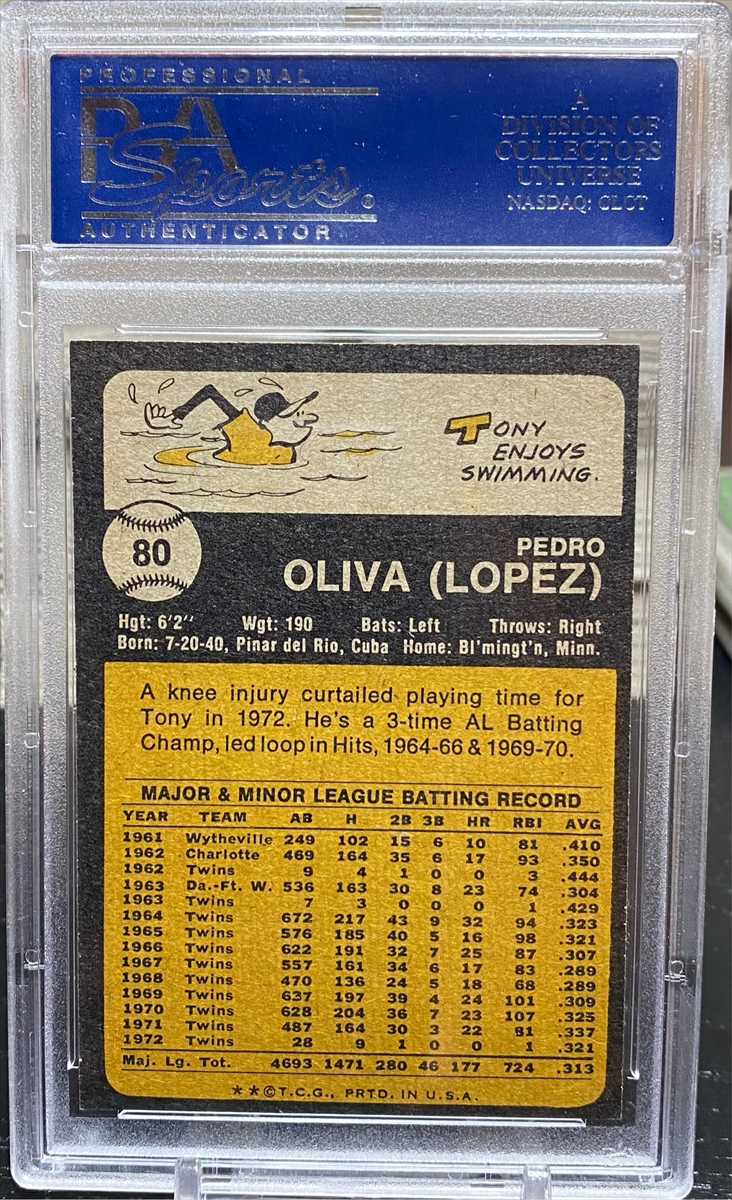 PROFESSIONAL
PSA
Sports®
AUTHENTICATOR
A
DIVISION OF
COLLECTORS
UNIVERSE
NASDAQ: CLCT
TONY
ENJOYS
SWIMMING.
80
PEDRO
OLIVA (LOPEZ)
Hgt: 6'2" Wgt: 190 Bats: Left Throws: Right
Born: 7-20-40, Pinar del Rio, Cuba Home: Bl'mingt'n, Minn.
A knee injury curtailed playing time for
Tony in 1972. He's a 3-time AL Batting
Champ, led loop in Hits, 1964-66 & 1969-70.
MAJOR & MINOR LEAGUE BATTING RECORD
YEAR TEAM AB H 2B 3B HR RBI AVG
1961 Wytheville 249 102 15 6 10 81 .410
1962 Charlotte 469 164 35 6 17 93 .350
1962 Twins 9 4 1 0 0 3 .444
1963 Da.-Ft. W. 536 163 30 8 23 74 .304
1963 Twins 7 3 0 0 0 1 .429
1964 Twins 672 217 43 9 32 94 .323
1965 Twins 576 185 40 5 16 98 .321
1966 Twins 622 191 32 7 25 87 .307
1967 Twins 557 161 34 6 17 83 .289
1968 Twins 470 136 24 5 18 68 .289
1969 Twins 637 197 39 4 24 101 .309
1970 Twins 628 204 36 7 23 107 .325
1971 Twins 487 164 30 3 22 81 .337
1972 Twins 28 9 1 0 0 1 .321
Maj. Lg. Tot. 4693 1471 280 46 177 724 .313
**©T.C.G., PRTD. IN U.S.A.